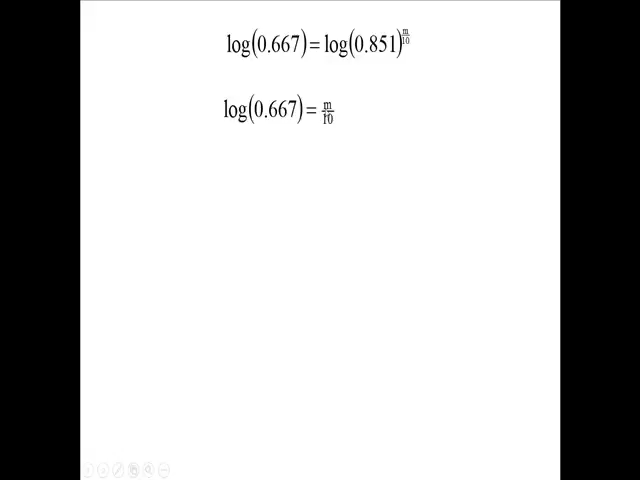 log(0.667) = log(0.851)^(m/10)
log(0.667) = m/10